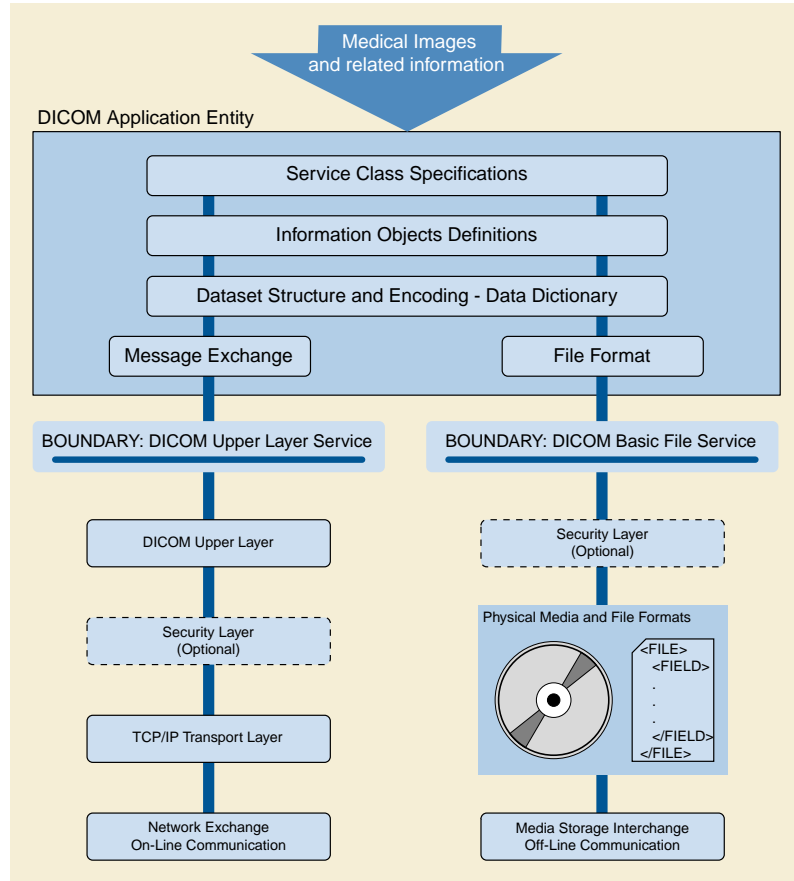 Medical Images
and related information
DICOM Application Entity
Service Class Specifications
Information Objects Definitions
Dataset Structure and Encoding - Data Dictionary
Message Exchange
File Format
BOUNDARY: DICOM Upper Layer Service
BOUNDARY: DICOM Basic File Service
DICOM Upper Layer
Security Layer
(Optional)
Security Layer
(Optional)
Physical Media and File Formats
<FILE>
<FIELD>
.
.
.
</FIELD>
</FILE>
TCP/IP Transport Layer
Network Exchange
On-Line Communication
Media Storage Interchange
Off-Line Communication